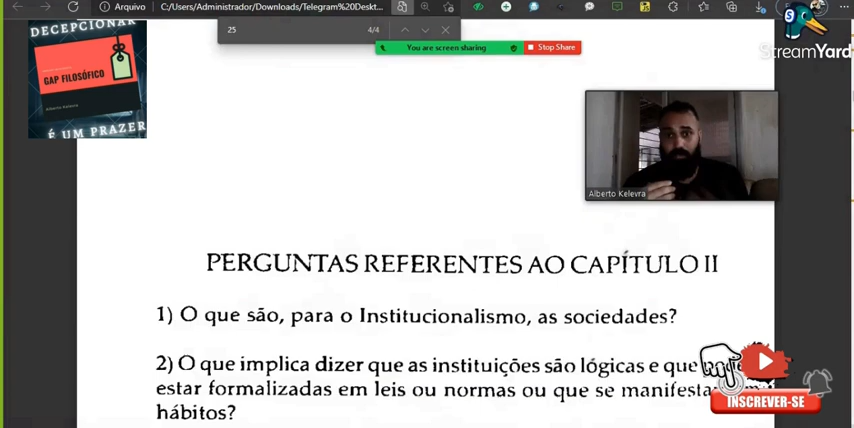 Arquivo
C:/Users/Administrador/Downloads/Telegram%20Deskt...
25
4/4
You are screen sharing
Stop Share
DECEPCIONAR
GAP FILOSÓFICO
Alberto Kelevra
É UM PRAZER
StreamYard
Alberto Kelevra
PERGUNTAS REFERENTES AO CAPÍTULO II
1) O que são, para o Institucionalismo, as sociedades?
2) O que implica dizer que as instituições são lógicas e que
estar formalizadas em leis ou normas ou que se manifesta
hábitos?
INSCREVER-SE